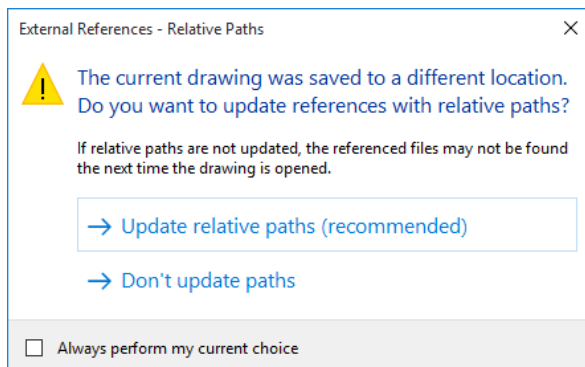 External References - Relative Paths
The current drawing was saved to a different location.
Do you want to update references with relative paths?
If relative paths are not updated, the referenced files may not be found
the next time the drawing is opened.
Update relative paths (recommended)
Don't update paths
Always perform my current choice